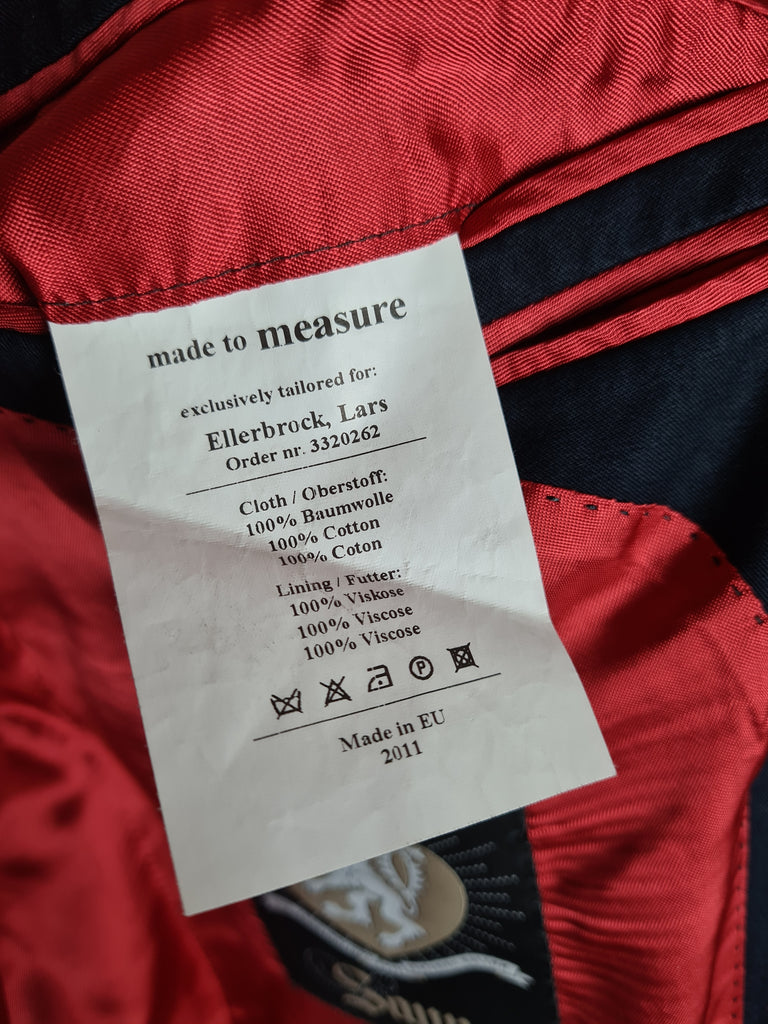 made to measure
exclusively tailored for:
Ellerbrock, Lars
Order nr. 3320262
Cloth / Oberstoff:
100% Baumwolle
100% Cotton
100% Coton
Lining / Futter:
100% Viskose
100% Viscose
100% Viscose
P
Made in EU
2011